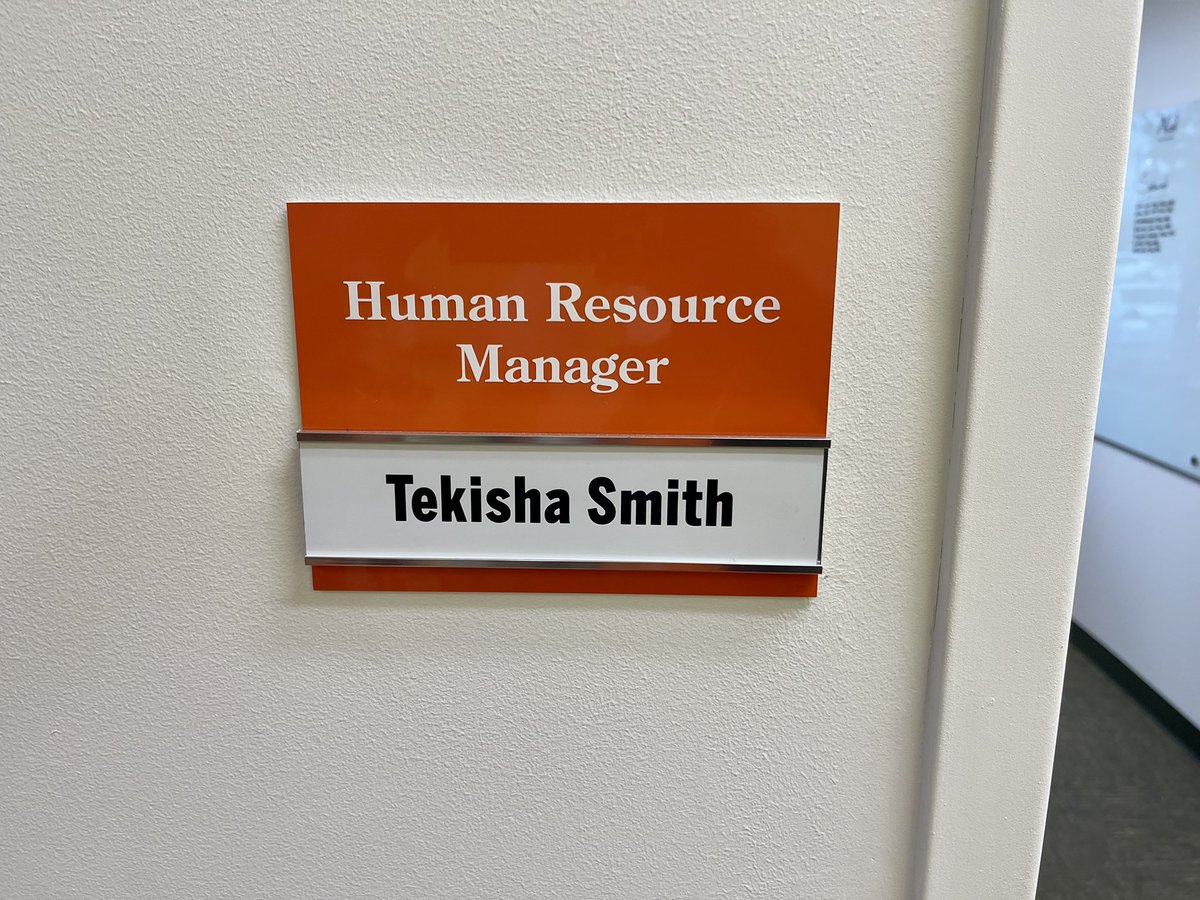 Human Resource
Manager
Tekisha Smith